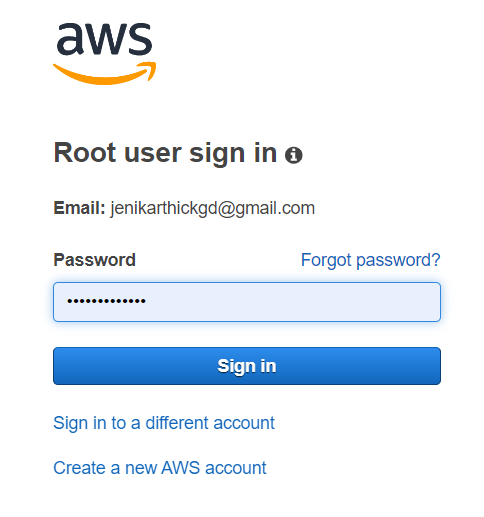 aws
Root user sign in
Email: jenikarthickgd@gmail.com
Password Forgot password?
•••••••••••••
Sign in
Sign in to a different account
Create a new AWS account